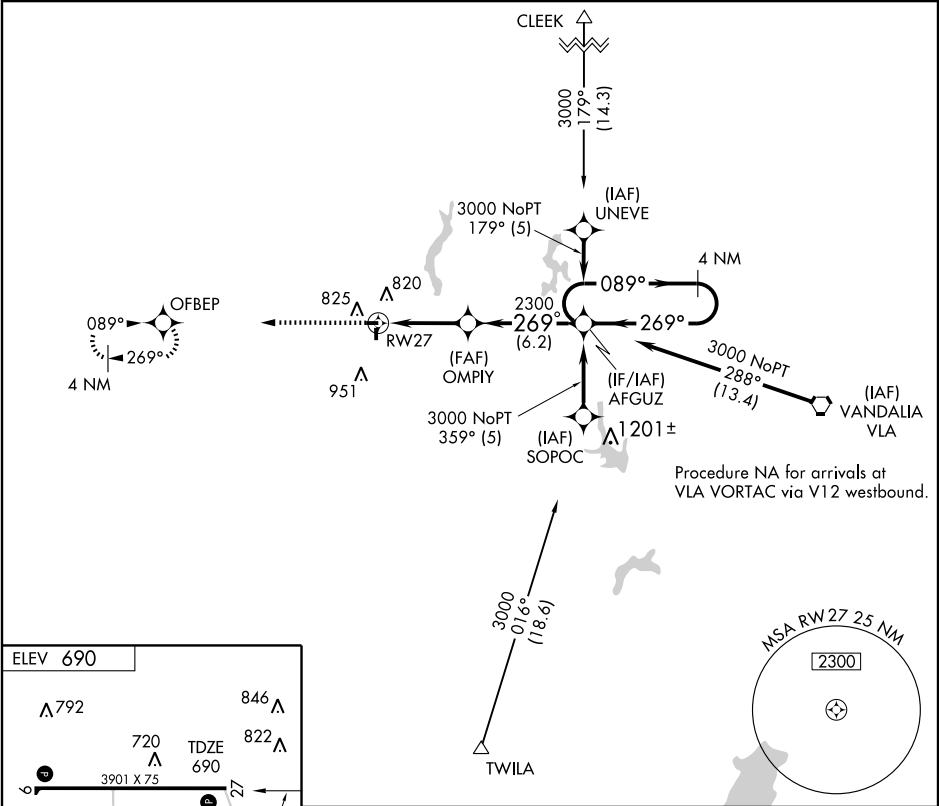 CLEEK
3000
179°
(14.3)
(IAF)
UNEVE
3000 NoPT
179° (5)
4 NM
089°
820
825
OFBEP
2300
089°
269°
(6.2)
269°
RW27
269°
4 NM
(FAF)
OMPIY
951
(IF/IAF)
AFGUZ
3000 NoPT
288°
(13.4)
(IAF)
VANDALIA
VLA
3000 NoPT
359° (5)
(IAF)
SOPOC
1201±
Procedure NA for arrivals at
VLA VORTAC via V12 westbound.
3000
016°
(18.6)
TWILA
MSA RW27 25 NM
2300
ELEV 690
792
846
822
720
TDZE
690
P
3901 X 75
9
27
P